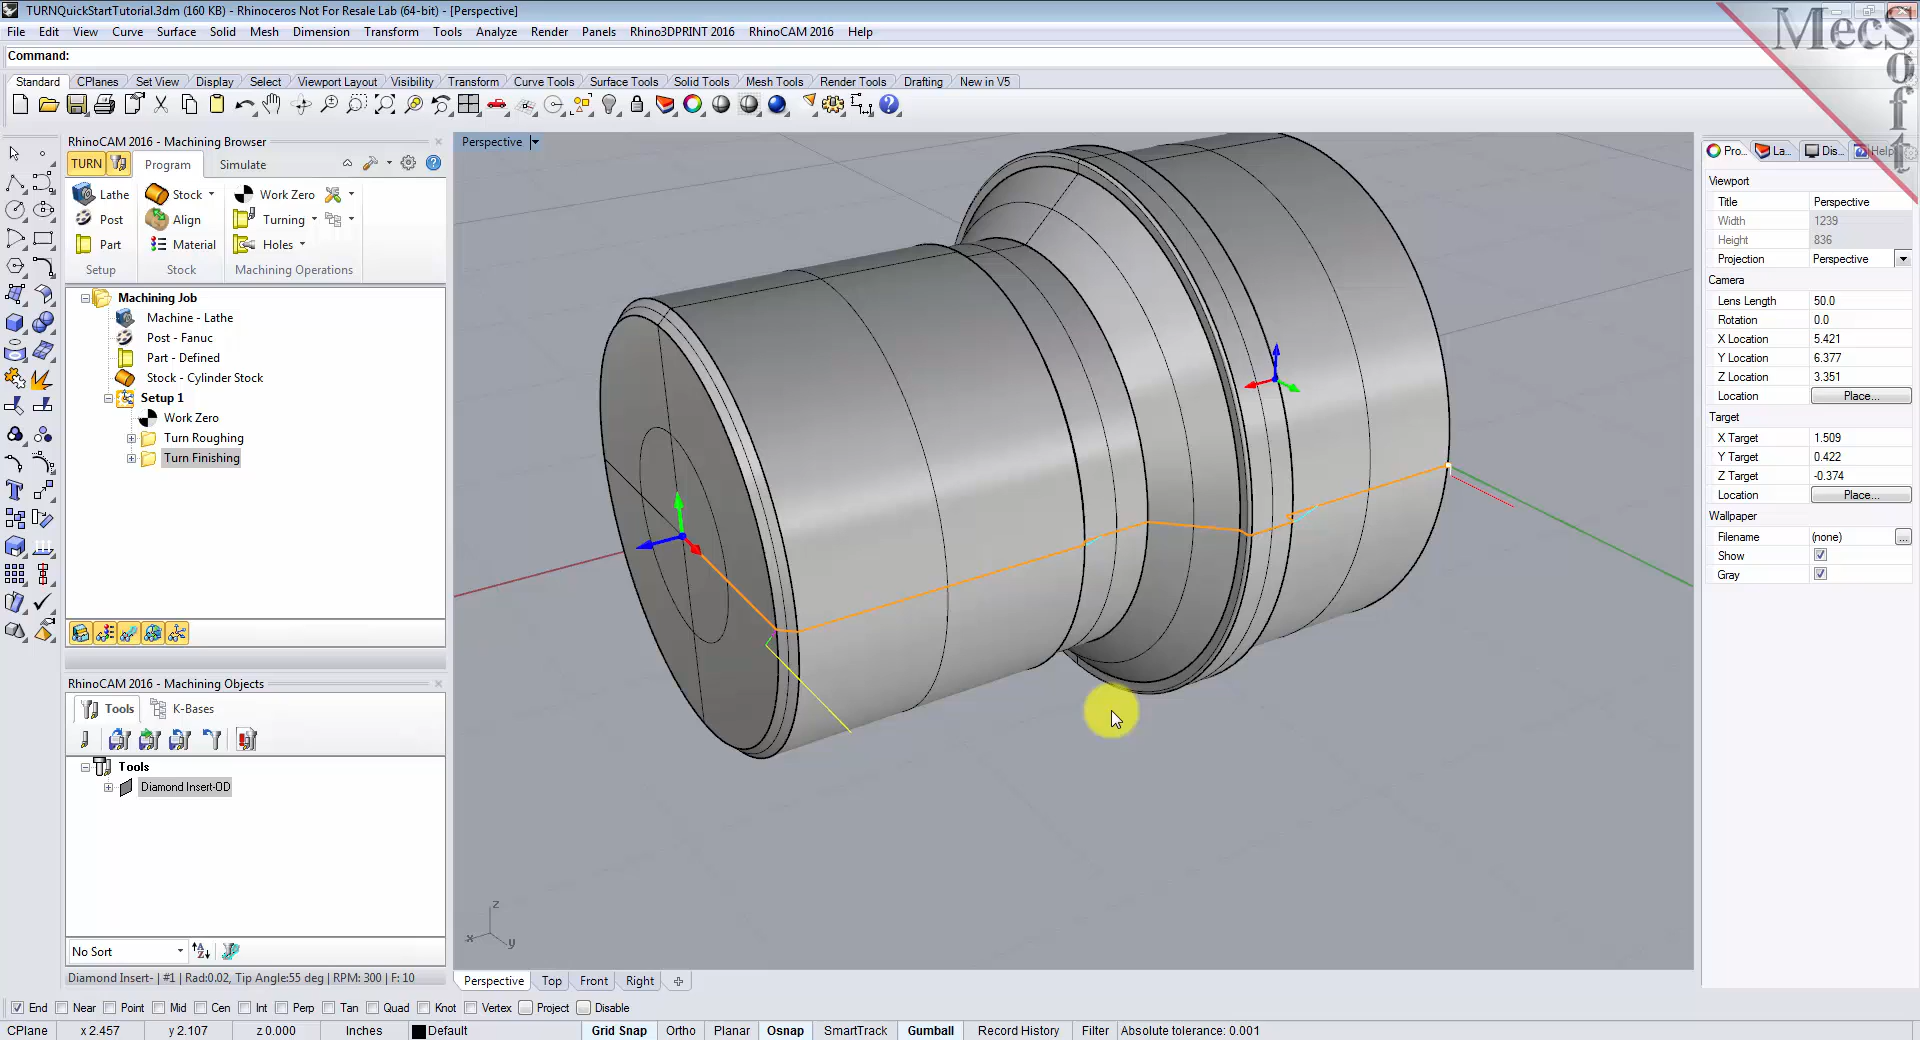 TURNQuickStartTutorial.3dm (160 KB) - Rhinoceros Not For Resale Lab (64-bit) - [Perspective]
File Edit View Curve Surface Solid Mesh Dimension Transform Tools Analyze Render Panels Rhino3DPRINT 2016 RhinoCAM 2016 Help
MecSoft
Command:
Standard CPlanes Set View Display Select Viewport Layout Visibility Transform Curve Tools Surface Tools Solid Tools Mesh Tools Render Tools Drafting New in V5
RhinoCAM 2016 - Machining Browser
TURN Program Simulate
Lathe Stock Work Zero
Post Align Turning
Part Material Holes
Setup Stock Machining Operations
Machining Job
Machine - Lathe
Post - Fanuc
Part - Defined
Stock - Cylinder Stock
Setup 1
Work Zero
Turn Roughing
Turn Finishing
RhinoCAM 2016 - Machining Objects
Tools K-Bases
Tools
Diamond Insert-OD
No Sort
Diamond Insert- | #1 | Rad:0.02, Tip Angle:55 deg | RPM: 300 | F: 10
Perspective
z
x y
Perspective Top Front Right
Pro... La... Dis... Help
Viewport
Title Perspective
Width 1239
Height 836
Projection Perspective
Camera
Lens Length 50.0
Rotation 0.0
X Location 5.421
Y Location 6.377
Z Location 3.351
Location Place...
Target
X Target 1.509
Y Target 0.422
Z Target -0.374
Location Place...
Wallpaper
Filename (none) ...
Show
Gray
End Near Point Mid Cen Int Perp Tan Quad Knot Vertex Project Disable
CPlane x 2.457 y 2.107 z 0.000 Inches Default Grid Snap Ortho Planar Osnap SmartTrack Gumball Record History Filter Absolute tolerance: 0.001